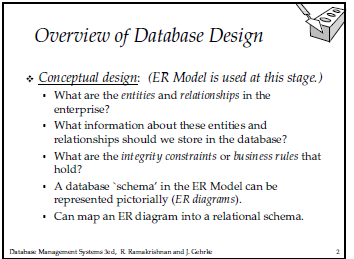 Overview of Database Design
❖ Conceptual design: (ER Model is used at this stage.)
• What are the entities and relationships in the
enterprise?
• What information about these entities and
relationships should we store in the database?
• What are the integrity constraints or business rules that
hold?
• A database `schema' in the ER Model can be
represented pictorially (ER diagrams).
• Can map an ER diagram into a relational schema.
Database Management Systems 3ed, R. Ramakrishnan and J. Gehrke 2